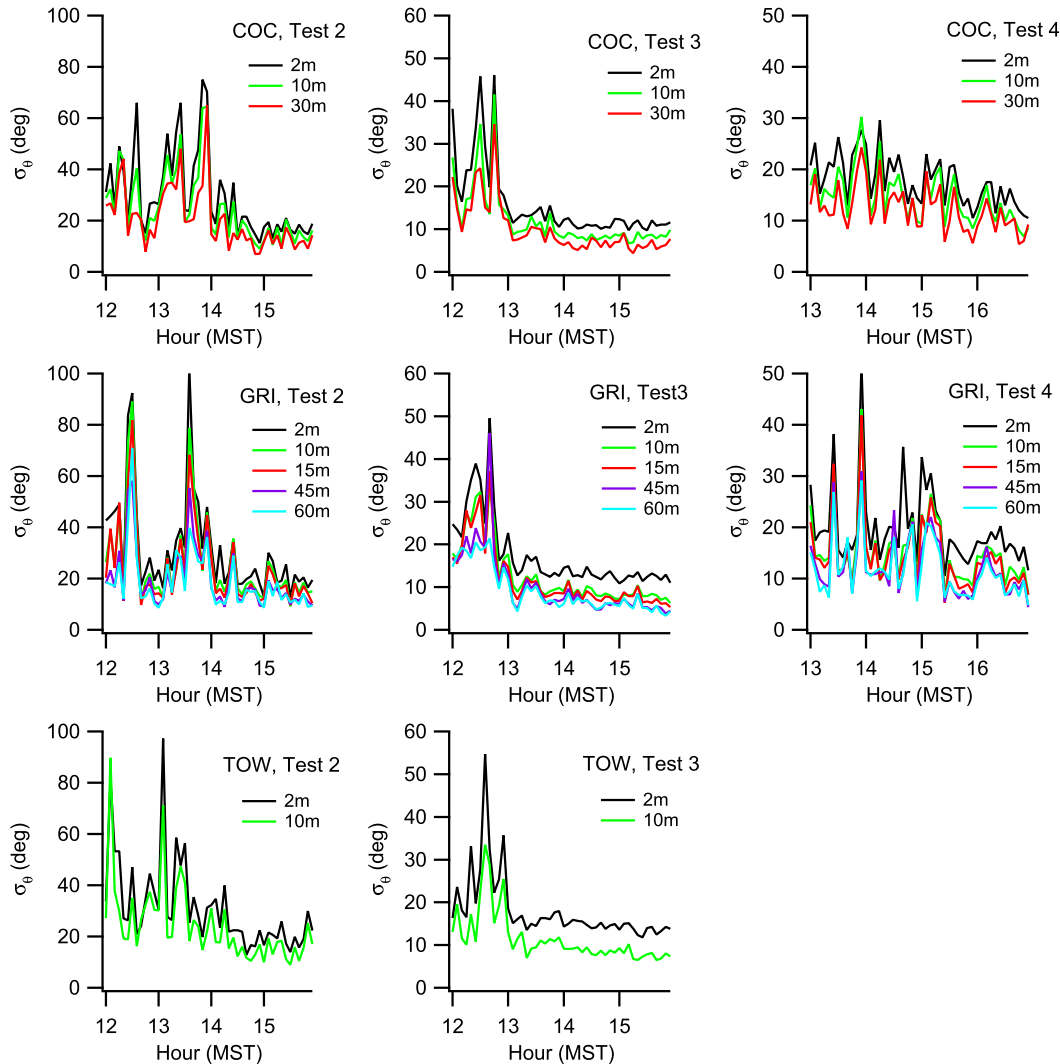 COC, Test 2
2m
10m
30m
100
80
60
40
20
0
σθ (deg)
12 13 14 15
Hour (MST)
COC, Test 3
2m
10m
30m
60
50
40
30
20
10
0
σθ (deg)
12 13 14 15
Hour (MST)
COC, Test 4
2m
10m
30m
50
40
30
20
10
0
σθ (deg)
13 14 15 16
Hour (MST)
GRI, Test 2
2m
10m
15m
45m
60m
100
80
60
40
20
0
σθ (deg)
12 13 14 15
Hour (MST)
GRI, Test3
2m
10m
15m
45m
60m
60
50
40
30
20
10
0
σθ (deg)
12 13 14 15
Hour (MST)
GRI, Test 4
2m
10m
15m
45m
60m
50
40
30
20
10
0
σθ (deg)
13 14 15 16
Hour (MST)
TOW, Test 2
2m
10m
100
80
60
40
20
0
σθ (deg)
12 13 14 15
Hour (MST)
TOW, Test 3
2m
10m
60
50
40
30
20
10
0
σθ (deg)
12 13 14 15
Hour (MST)